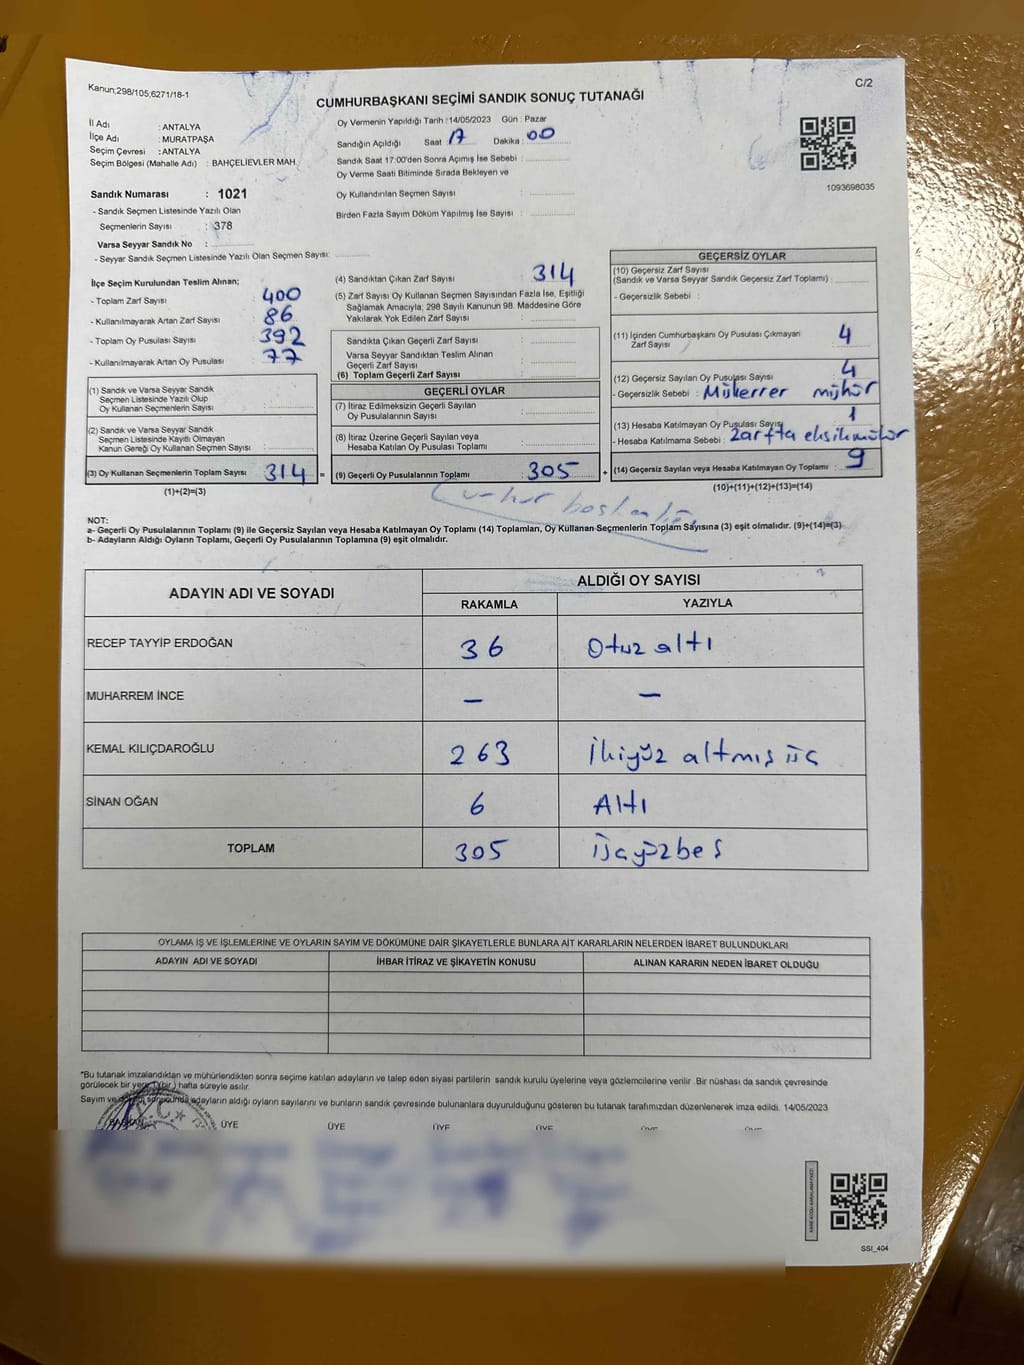 Kanun;298/105,6271/18-1
C/2
CUMHURBAŞKANI SEÇİMİ SANDIK SONUÇ TUTANAĞI
İl Adı : ANTALYA
İlçe Adı : MURATPAŞA
Seçim Çevresi : ANTALYA
Seçim Bölgesi (Mahalle Adı) : BAHÇELİEVLER MAH.
Oy Vermenin Yapıldığı Tarih : 14/05/2023 Gün : Pazar
Sandığın Açıldığı Saat 17 Dakika : 00
Sandık Saat 17:00'den Sonra Açımış İse Sebebi :
Oy Verme Saati Bitiminde Sırada Bekleyen ve
Oy Kullandırılan Seçmen Sayısı :
Birden Fazla Sayım Döküm Yapılmış İse Sayısı :
1093698035
Sandık Numarası : 1021
- Sandık Seçmen Listesinde Yazılı Olan
Seçmenlerin Sayısı : 378
Varsa Seyyar Sandık No :
- Seyyar Sandık Seçmen Listesinde Yazılı Olan Seçmen Sayısı:
İlçe Seçim Kurulundan Teslim Alınan;
- Toplam Zarf Sayısı : 400
- Kullanılmayarak Artan Zarf Sayısı : 86
- Toplam Oy Pusulası Sayısı : 392
- Kullanılmayarak Artan Oy Pusulası : 77
(1) Sandık ve Varsa Seyyar Sandık
Seçmen Listesinde Yazılı Olup
Oy Kullanan Seçmenlerin Sayısı :
(2) Sandık ve Varsa Seyyar Sandık
Seçmen Listesinde Kayıtlı Olmayan
Kanun Gereği Oy Kullanan Seçmen Sayısı :
(3) Oy Kullanan Seçmenlerin Toplam Sayısı : 314 =
(1)+(2)=(3)
(4) Sandıktan Çıkan Zarf Sayısı : 314
(5) Zarf Sayısı Oy Kullanan Seçmen Sayısından Fazla İse, Eşitliği
Sağlamak Amacıyla; 298 Sayılı Kanunun 98. Maddesine Göre
Yakılarak Yok Edilen Zarf Sayısı :
Sandıkta Çıkan Geçerli Zarf Sayısı :
Varsa Seyyar Sandıktan Teslim Alınan
Geçerli Zarf Sayısı :
(6) Toplam Geçerli Zarf Sayısı :
GEÇERLİ OYLAR
(7) İtiraz Edilmeksizin Geçerli Sayılan
Oy Pusulalarının Sayısı :
(8) İtiraz Üzerine Geçerli Sayılan veya
Hesaba Katılan Oy Pusulası Toplamı :
(9) Geçerli Oy Pusulalarının Toplamı : 305 +
GEÇERSİZ OYLAR
(10) Geçersiz Zarf Sayısı
(Sandık ve Varsa Seyyar Sandık Geçersiz Zarf Toplamı) :
- Geçersizlik Sebebi :
(11) İçinden Cumhurbaşkanı Oy Pusulası Çıkmayan
Zarf Sayısı : 4
(12) Geçersiz Sayılan Oy Pusulası Sayısı : 4
- Geçersizlik Sebebi : Mükerrer mühür
(13) Hesaba Katılmayan Oy Pusulası Sayısı : 1
- Hesaba Katılmama Sebebi : Zarfta eksik mühür
(14) Geçersiz Sayılan veya Hesaba Katılmayan Oy Toplamı : 9
(10)+(11)+(12)+(13)=(14)
NOT:
a- Geçerli Oy Pusulalarının Toplamı (9) ile Geçersiz Sayılan veya Hesaba Katılmayan Oy Toplamı (14) Toplamları, Oy Kullanan Seçmenlerin Toplam Sayısına (3) eşit olmalıdır. (9)+(14)=(3)
b- Adayların Aldığı Oyların Toplamı, Geçerli Oy Pusulalarının Toplamına (9) eşit olmalıdır.
ADAYIN ADI VE SOYADI ALDIĞI OY SAYISI
RAKAMLA YAZIYLA
RECEP TAYYİP ERDOĞAN 36 Otuz altı
MUHARREM İNCE — —
KEMAL KILIÇDAROĞLU 263 İkiyüz altmış üç
SİNAN OĞAN 6 Altı
TOPLAM 305 üçyüzbeş
OYLAMA İŞ VE İŞLEMLERİNE VE OYLARIN SAYIM VE DÖKÜMÜNE DAİR ŞİKAYETLERLE BUNLARA AİT KARARLARIN NELERDEN İBARET BULUNDUKLARI
ADAYIN ADI VE SOYADI İHBAR İTİRAZ VE ŞİKAYETİN KONUSU ALINAN KARARIN NEDEN İBARET OLDUĞU
*Bu tutanak imzalandıktan ve mühürlendikten sonra seçime katılan adayların ve talep eden siyasi partilerin sandık kurulu üyelerine veya gözlemcilerine verilir .Bir nüshası da sandık çevresinde
görülecek bir yere 1 (bir ) hafta süreyle asılır.
Sayım ve döküm sonucunda adayların aldığı oyların sayılarını ve bunların sandık çevresinde bulunanlara duyurulduğunu gösteren bu tutanak tarafımızdan düzenlenerek imza edildi. 14/05/2023
BAŞKAN ÜYE ÜYE ÜYE ÜYE ÜYE ÜYE
SSI_404